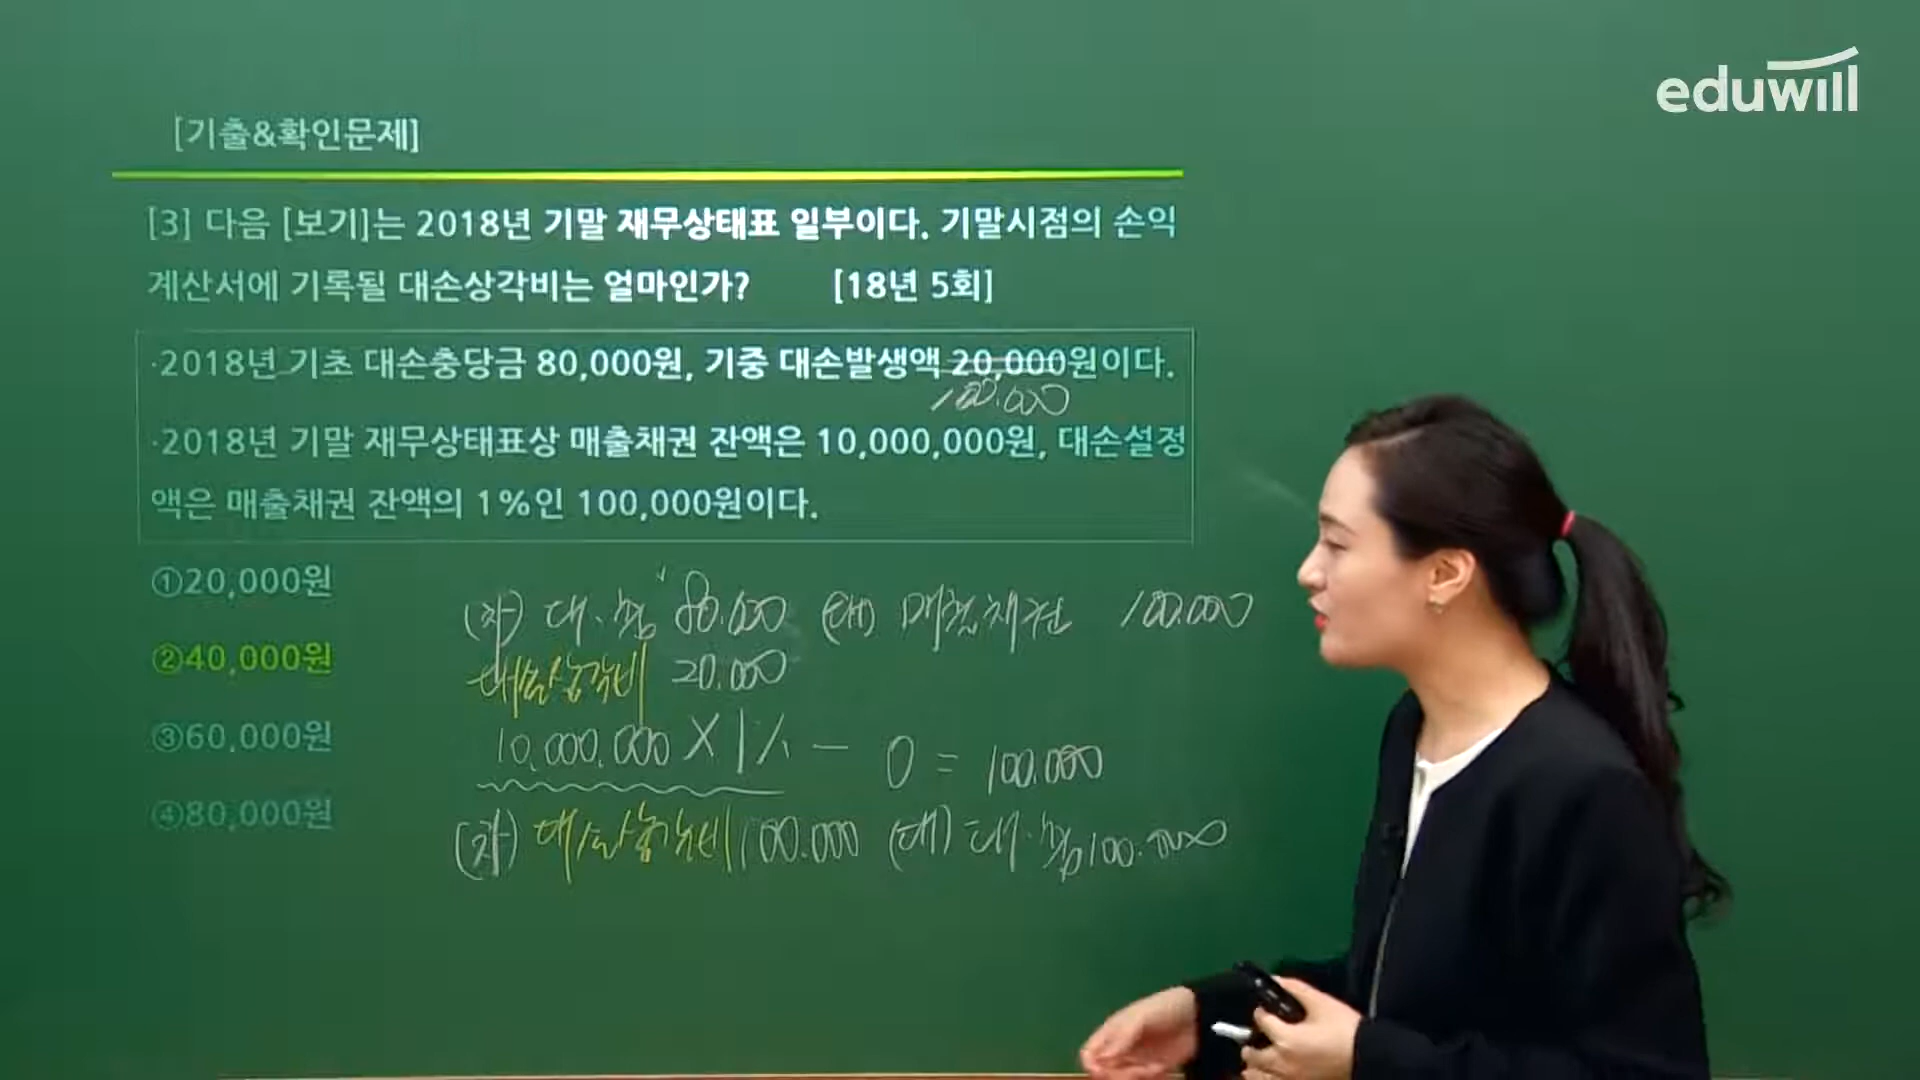 eduwill
[기출&확인문제]
[3] 다음 [보기]는 2018년 기말 재무상태표 일부이다. 기말시점의 손익
계산서에 기록될 대손상각비는 얼마인가? [18년 5회]
·2018년 기초 대손충당금 80,000원, 기중 대손발생액 20,000원이다.
100.000
·2018년 기말 재무상태표상 매출채권 잔액은 10,000,000원, 대손설정
액은 매출채권 잔액의 1%인 100,000원이다.
①20,000원
②40,000원
③60,000원
④80,000원
(차) 대·충 80.000 (대) 매출채권 100.000
대손상각비 20.000
10.000.000 X 1% - 0 = 100.000
(차) 대손상각비 100.000 (대) 대·충 100.000